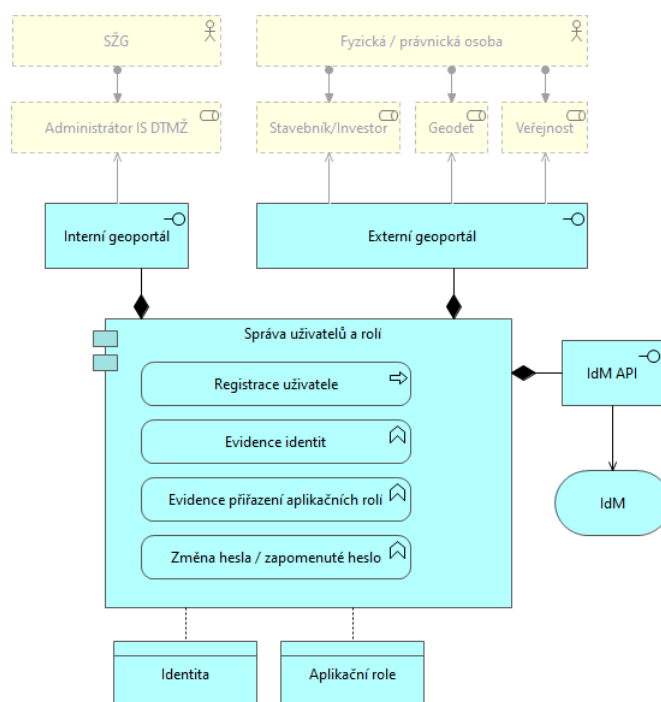 SŽG
Fyzická / právnická osoba
Administrátor IS DTMŽ
Stavebník/Investor
Geodet
Veřejnost
Interní geoportál
Externí geoportál
Správa uživatelů a rolí
Registrace uživatele
IdM API
Evidence identit
Evidence přiřazení aplikačních rolí
IdM
Změna hesla / zapomenuté heslo
Identita
Aplikační role